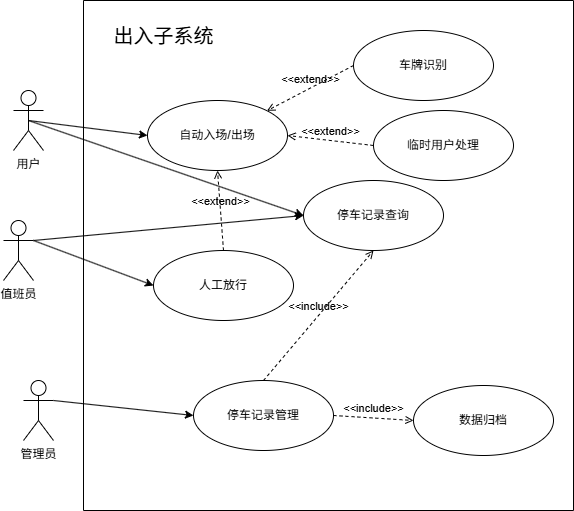 出入子系统
车牌识别
<<extend>>
自动入场/出场
<<extend>>
临时用户处理
用户
<<extend>>
停车记录查询
值班员
人工放行
<<include>>
停车记录管理
<<include>>
数据归档
管理员